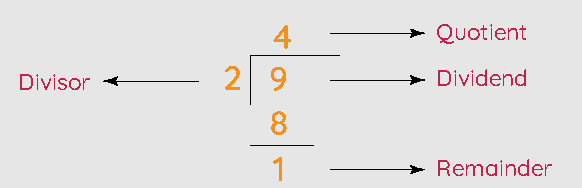 4 Quotient
Divisor 2 9 Dividend
8
1 Remainder